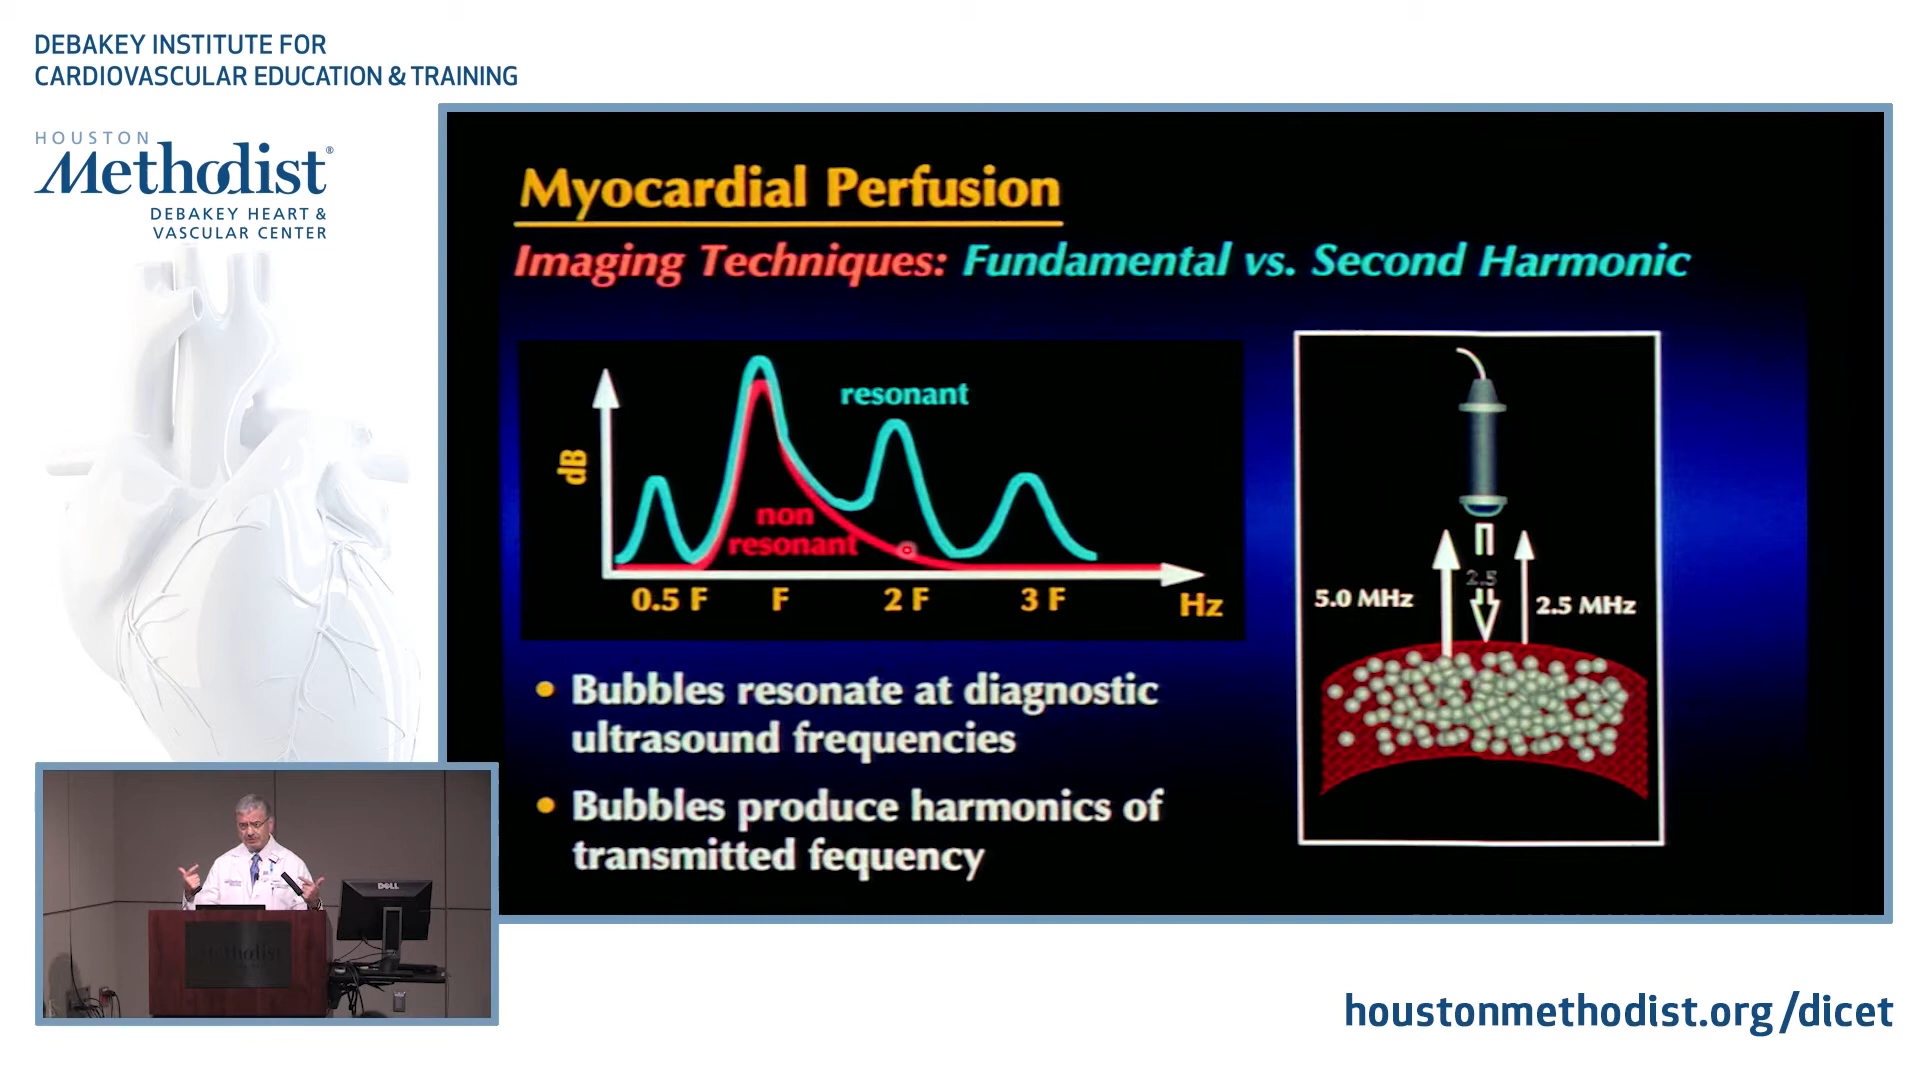 DEBAKEY INSTITUTE FOR
CARDIOVASCULAR EDUCATION & TRAINING
HOUSTON
Methodist®
DEBAKEY HEART &
VASCULAR CENTER
Myocardial Perfusion
Imaging Techniques: Fundamental vs. Second Harmonic
dB
resonant
non
resonant
0.5 F F 2 F 3 F Hz
5.0 MHz
2.5
2.5 MHz
• Bubbles resonate at diagnostic
ultrasound frequencies
• Bubbles produce harmonics of
transmitted fequency
DELL
Methodist
houstonmethodist.org/dicet